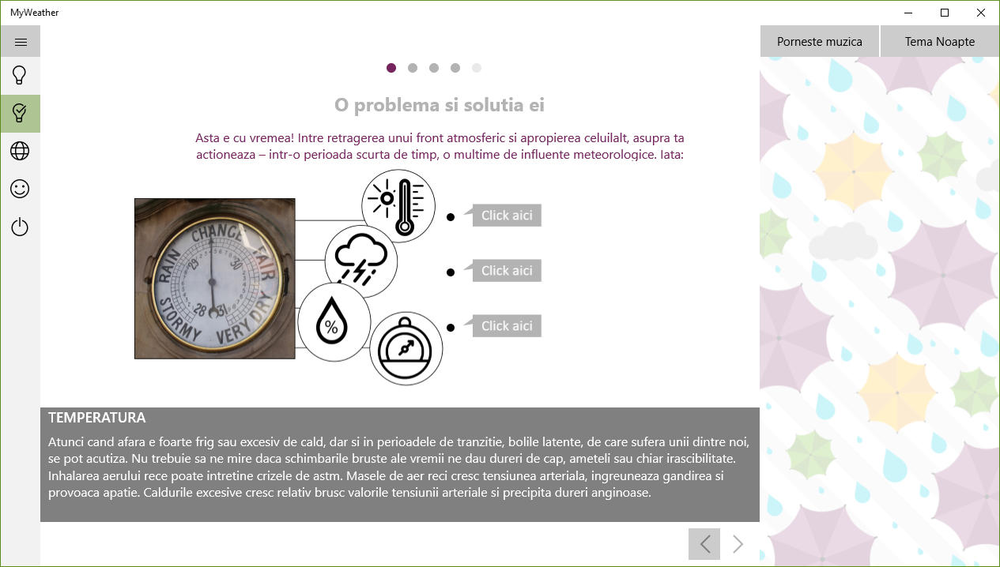 MyWeather
Porneste muzica
Tema Noapte
O problema si solutia ei
Asta e cu vremea! Intre retragerea unui front atmosferic si apropierea celuilalt, asupra ta
actioneaza – intr-o perioada scurta de timp, o multime de influente meteorologice. Iata:
CHANGE
RAIN
FAIR
29
30
28
31
STORMY
VERY DRY
%
Click aici
Click aici
Click aici
TEMPERATURA
Atunci cand afara e foarte frig sau excesiv de cald, dar si in perioadele de tranzitie, bolile latente, de care sufera unii dintre noi,
se pot acutiza. Nu trebuie sa ne mire daca schimbarile bruste ale vremii ne dau dureri de cap, ameteli sau chiar irascibilitate.
Inhalarea aerului rece poate intretine crizele de astm. Masele de aer reci cresc tensiunea arteriala, ingreuneaza gandirea si
provoaca apatie. Caldurile excesive cresc relativ brusc valorile tensiunii arteriale si precipita dureri anginoase.